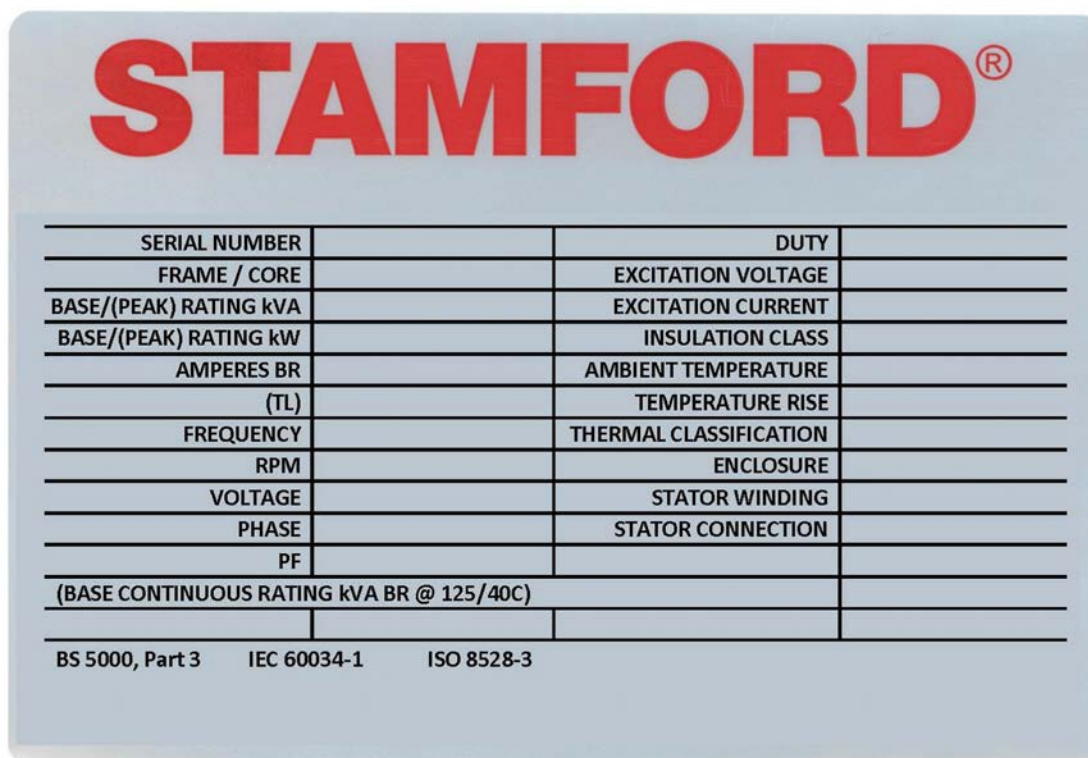 STAMFORD®
SERIAL NUMBER DUTY
FRAME / CORE EXCITATION VOLTAGE
BASE/(PEAK) RATING kVA EXCITATION CURRENT
BASE/(PEAK) RATING kW INSULATION CLASS
AMPERES BR AMBIENT TEMPERATURE
(TL) TEMPERATURE RISE
FREQUENCY THERMAL CLASSIFICATION
RPM ENCLOSURE
VOLTAGE STATOR WINDING
PHASE STATOR CONNECTION
PF
(BASE CONTINUOUS RATING kVA BR @ 125/40C)
BS 5000, Part 3 IEC 60034-1 ISO 8528-3